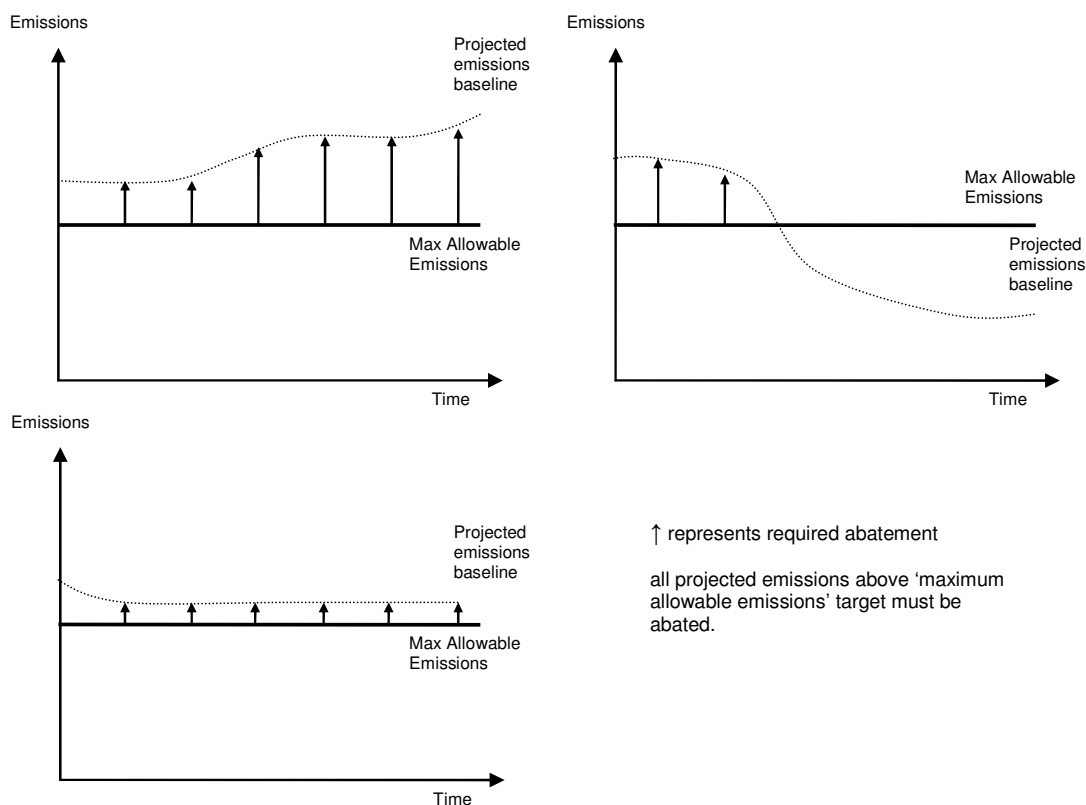 Emissions
Projected
emissions
baseline
Max Allowable
Emissions
Time
Emissions
Max Allowable
Emissions
Projected
emissions
baseline
Time
Emissions
Projected
emissions
baseline
Max Allowable
Emissions
Time
↑ represents required abatement
all projected emissions above ‘maximum
allowable emissions’ target must be
abated.